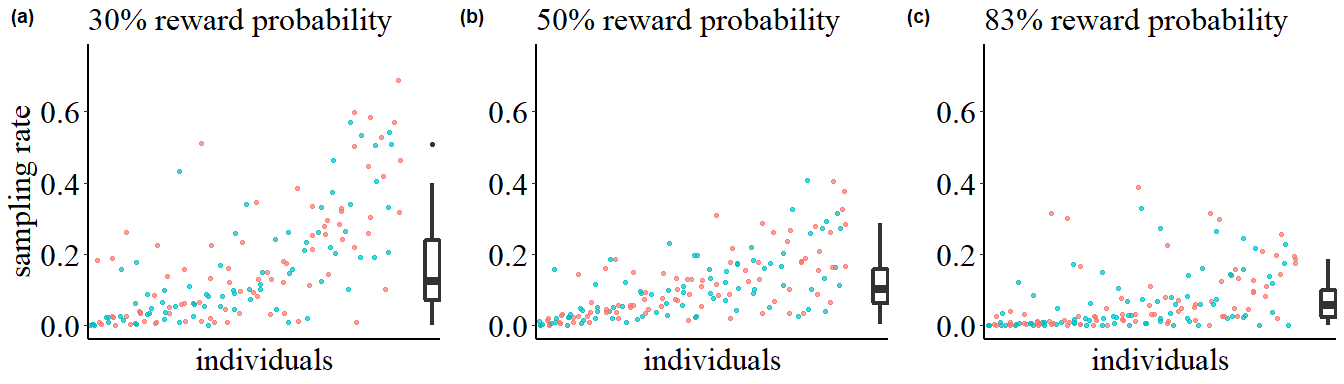 (a) 30% reward probability
(b) 50% reward probability
(c) 83% reward probability
sampling rate
0.6
0.4
0.2
0.0
individuals
0.6
0.4
0.2
0.0
individuals
0.6
0.4
0.2
0.0
individuals